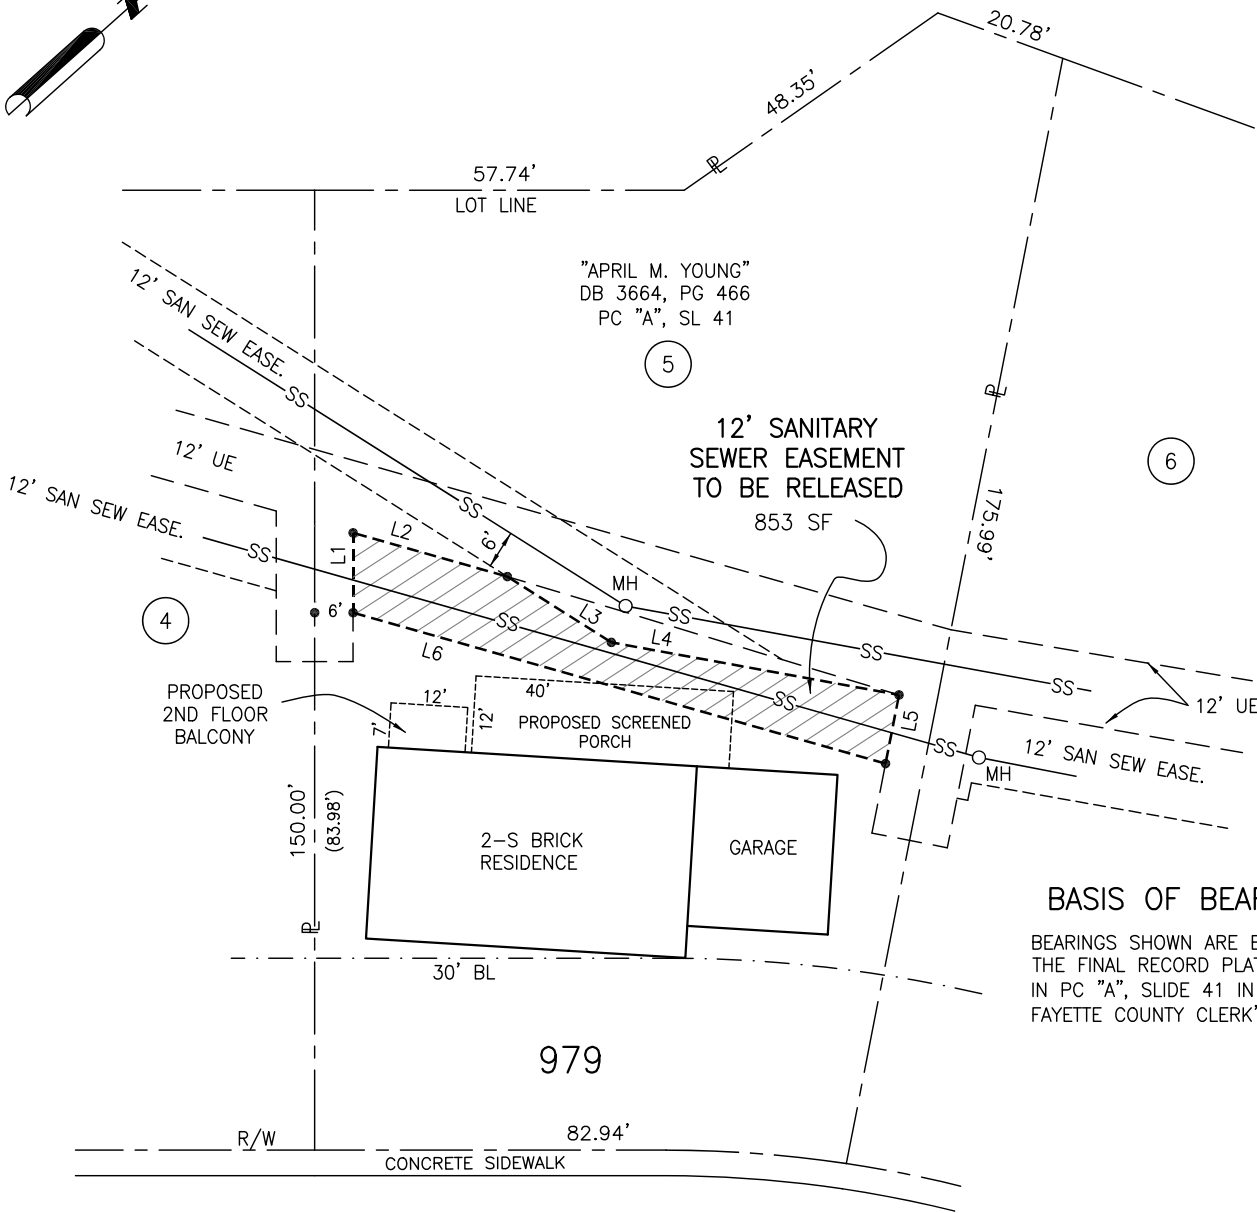 20.78'
48.35'
57.74'
LOT LINE
℄
"APRIL M. YOUNG"
DB 3664, PG 466
PC "A", SL 41
5
12' SAN SEW EASE.
SS
12' UE
12' SAN SEW EASE.
SS
12' SANITARY
SEWER EASEMENT
TO BE RELEASED
853 SF
6
175.99'
L1
L2
SS
6'
MH
L3
SS
L4
SS
SS
4
6'
SS
L6
SS
L5
SS
12' UE
12' SAN SEW EASE.
MH
PROPOSED
2ND FLOOR
BALCONY
12'
7'
40'
12'
PROPOSED SCREENED
PORCH
150.00'
(83.98')
2-S BRICK
RESIDENCE
GARAGE
BASIS OF BEAR
BEARINGS SHOWN ARE B
THE FINAL RECORD PLAT
IN PC "A", SLIDE 41 IN
FAYETTE COUNTY CLERK'
30' BL
979
R/W
82.94'
CONCRETE SIDEWALK